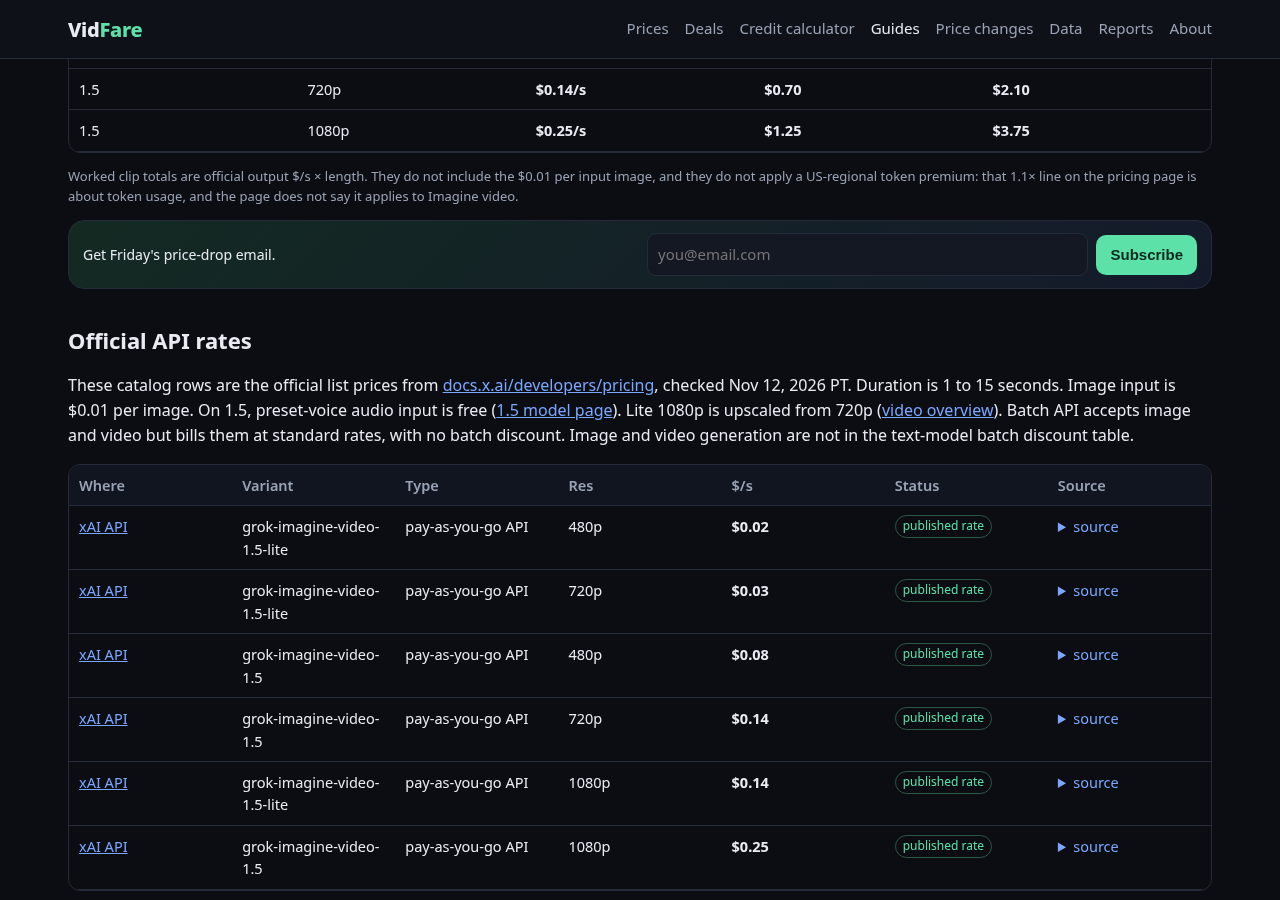 VidFare Prices Deals Credit calculator Guides Price changes Data Reports About
1.5 720p $0.14/s $0.70 $2.10
1.5 1080p $0.25/s $1.25 $3.75
Worked clip totals are official output $/s × length. They do not include the $0.01 per input image, and they do not apply a US-regional token premium: that 1.1× line on the pricing page is
about token usage, and the page does not say it applies to Imagine video.
Get Friday's price-drop email. you@email.com Subscribe
Official API rates
These catalog rows are the official list prices from docs.x.ai/developers/pricing, checked Nov 12, 2026 PT. Duration is 1 to 15 seconds. Image input is
$0.01 per image. On 1.5, preset-voice audio input is free (1.5 model page). Lite 1080p is upscaled from 720p (video overview). Batch API accepts image
and video but bills them at standard rates, with no batch discount. Image and video generation are not in the text-model batch discount table.
Where Variant Type Res $/s Status Source
xAI API grok-imagine-video- pay-as-you-go API 480p $0.02 published rate ▶ source
1.5-lite
xAI API grok-imagine-video- pay-as-you-go API 720p $0.03 published rate ▶ source
1.5-lite
xAI API grok-imagine-video- pay-as-you-go API 480p $0.08 published rate ▶ source
1.5
xAI API grok-imagine-video- pay-as-you-go API 720p $0.14 published rate ▶ source
1.5
xAI API grok-imagine-video- pay-as-you-go API 1080p $0.14 published rate ▶ source
1.5-lite
xAI API grok-imagine-video- pay-as-you-go API 1080p $0.25 published rate ▶ source
1.5